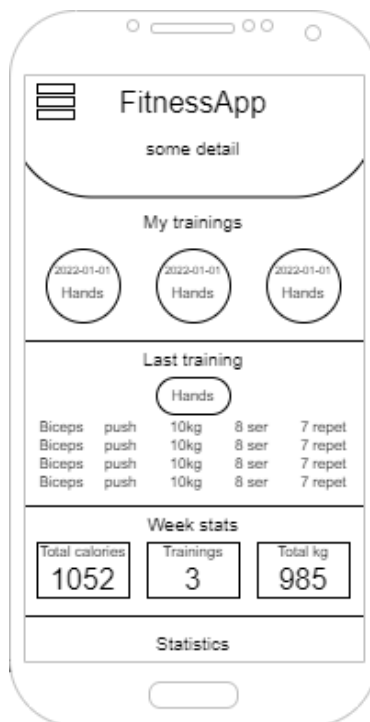 FitnessApp
some detail
My trainings
2022-01-01 2022-01-01 2022-01-01
Hands Hands Hands
Last training
Hands
Biceps push 10kg 8 ser 7 repet
Biceps push 10kg 8 ser 7 repet
Biceps push 10kg 8 ser 7 repet
Biceps push 10kg 8 ser 7 repet
Week stats
Total calories Trainings Total kg
1052 3 985
Statistics